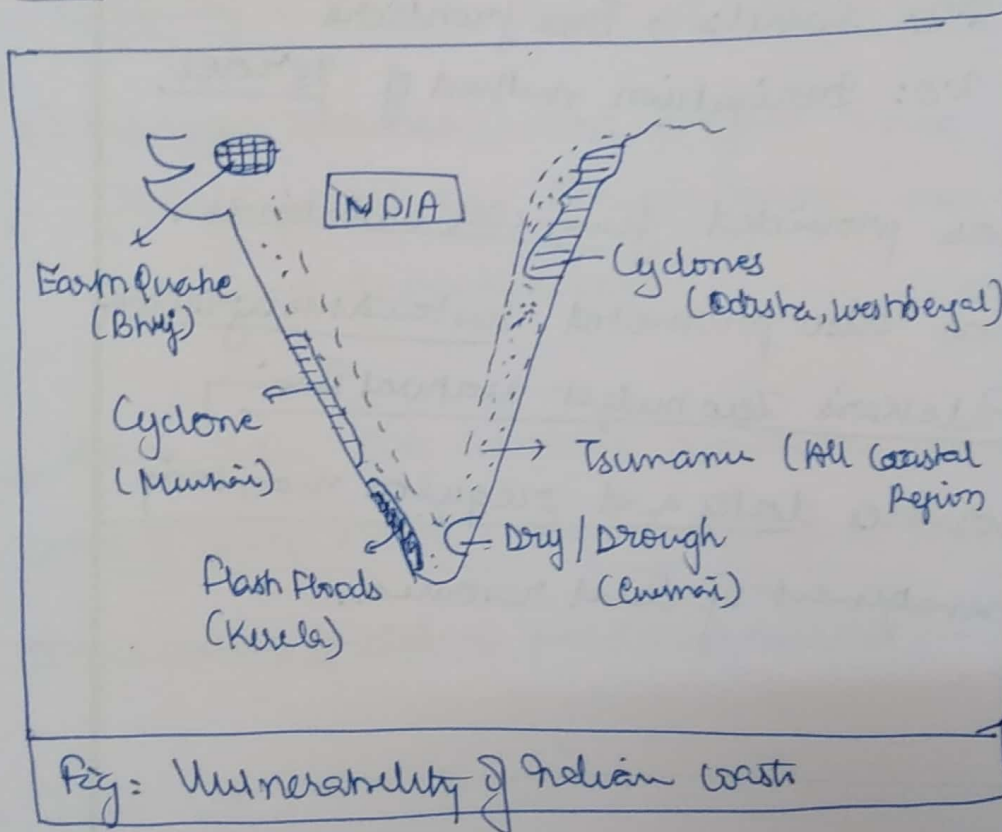 INDIA
EarthQuake
(Bhuj)
Cyclone
(Mumbai)
Flash Floods
(Kerela)
Cyclones
(Odisha, west bengal)
Tsunami (All Coastal
Region
Dry / Drough
(Chennai)
Fig: Vulnerability of Indian coasts